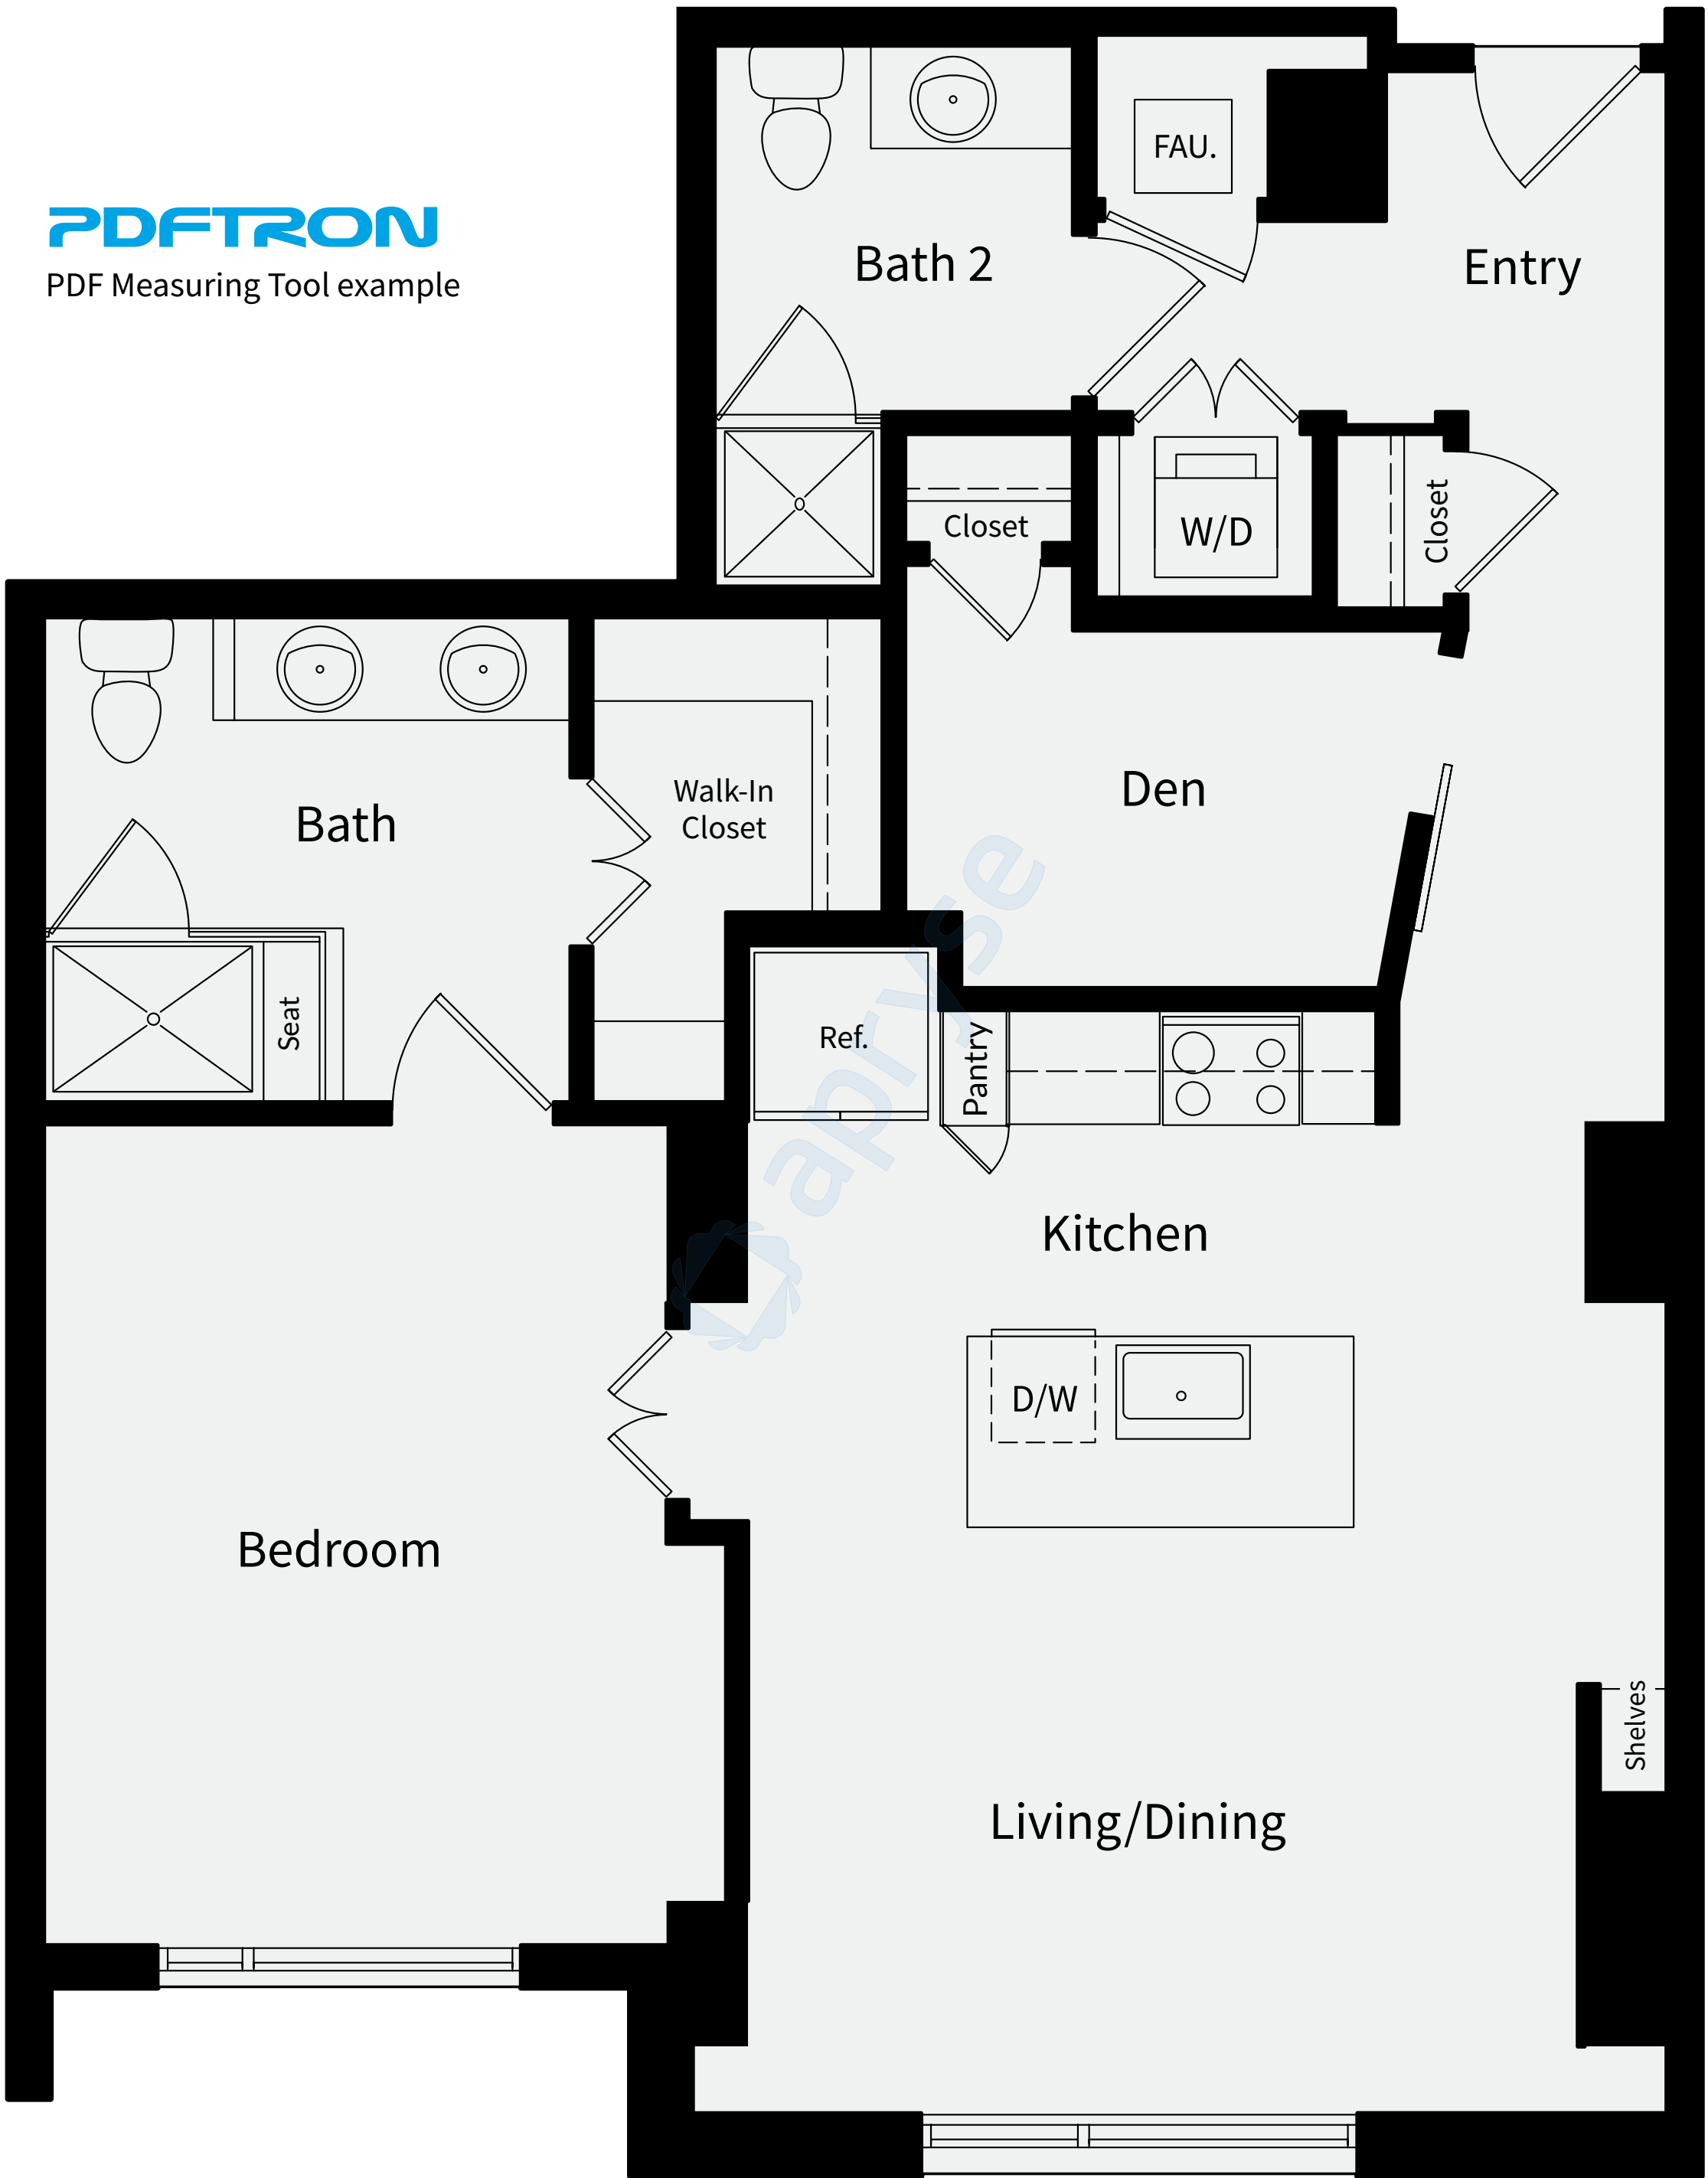 PDFTRON
PDF Measuring Tool example
FAU.
Bath 2
Entry
Closet
W/D
Closet
Walk-In
Closet
Den
Bath
Seat
Ref.
Pantry
apryse
Kitchen
D/W
Bedroom
Shelves
Living/Dining